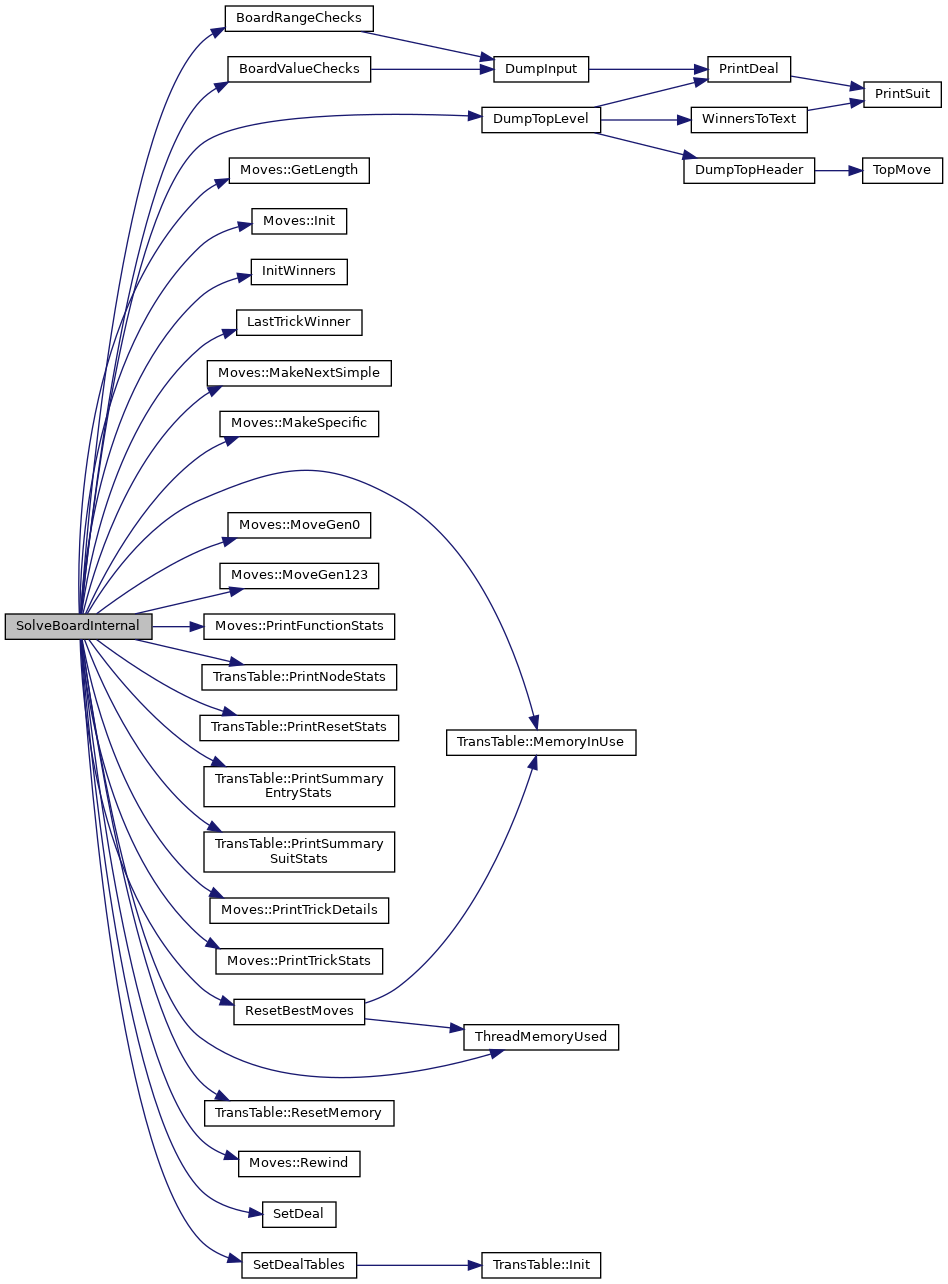 BoardRangeChecks
BoardValueChecks
DumpInput
PrintDeal
PrintSuit
DumpTopLevel
WinnersToText
Moves::GetLength
DumpTopHeader
TopMove
Moves::Init
InitWinners
LastTrickWinner
Moves::MakeNextSimple
Moves::MakeSpecific
Moves::MoveGen0
Moves::MoveGen123
SolveBoardInternal
Moves::PrintFunctionStats
TransTable::PrintNodeStats
TransTable::PrintResetStats
TransTable::MemoryInUse
TransTable::PrintSummary
EntryStats
TransTable::PrintSummary
SuitStats
Moves::PrintTrickDetails
Moves::PrintTrickStats
ResetBestMoves
ThreadMemoryUsed
TransTable::ResetMemory
Moves::Rewind
SetDeal
SetDealTables
TransTable::Init